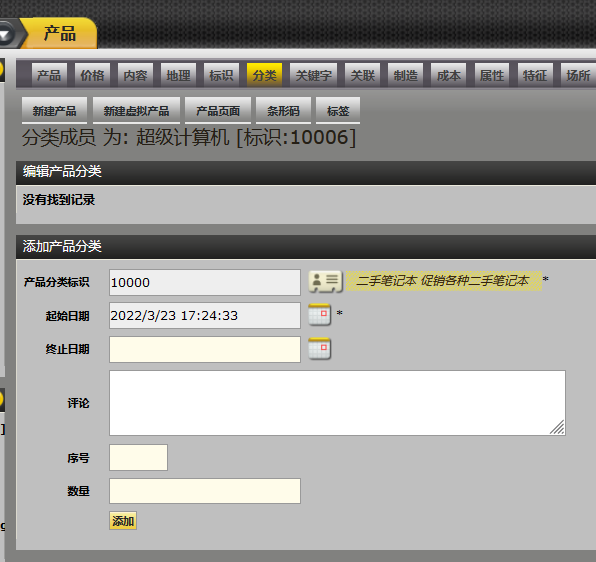 产品
产品 价格 内容 地理 标识 分类 关键字 关联 制造 成本 属性 特征 场所
新建产品 新建虚拟产品 产品页面 条形码 标签
分类成员 为: 超级计算机 [标识:10006]
编辑产品分类
没有找到记录
添加产品分类
产品分类标识 10000 二手笔记本 促销各种二手笔记本 *
起始日期 2022/3/23 17:24:33 *
终止日期
评论
序号
数量
添加